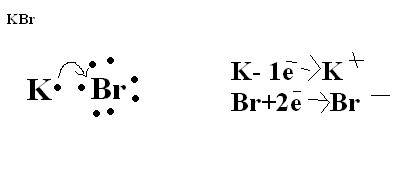 KBr
K Br
K- 1e⁻ → K⁺
Br+2e⁻ → Br⁻